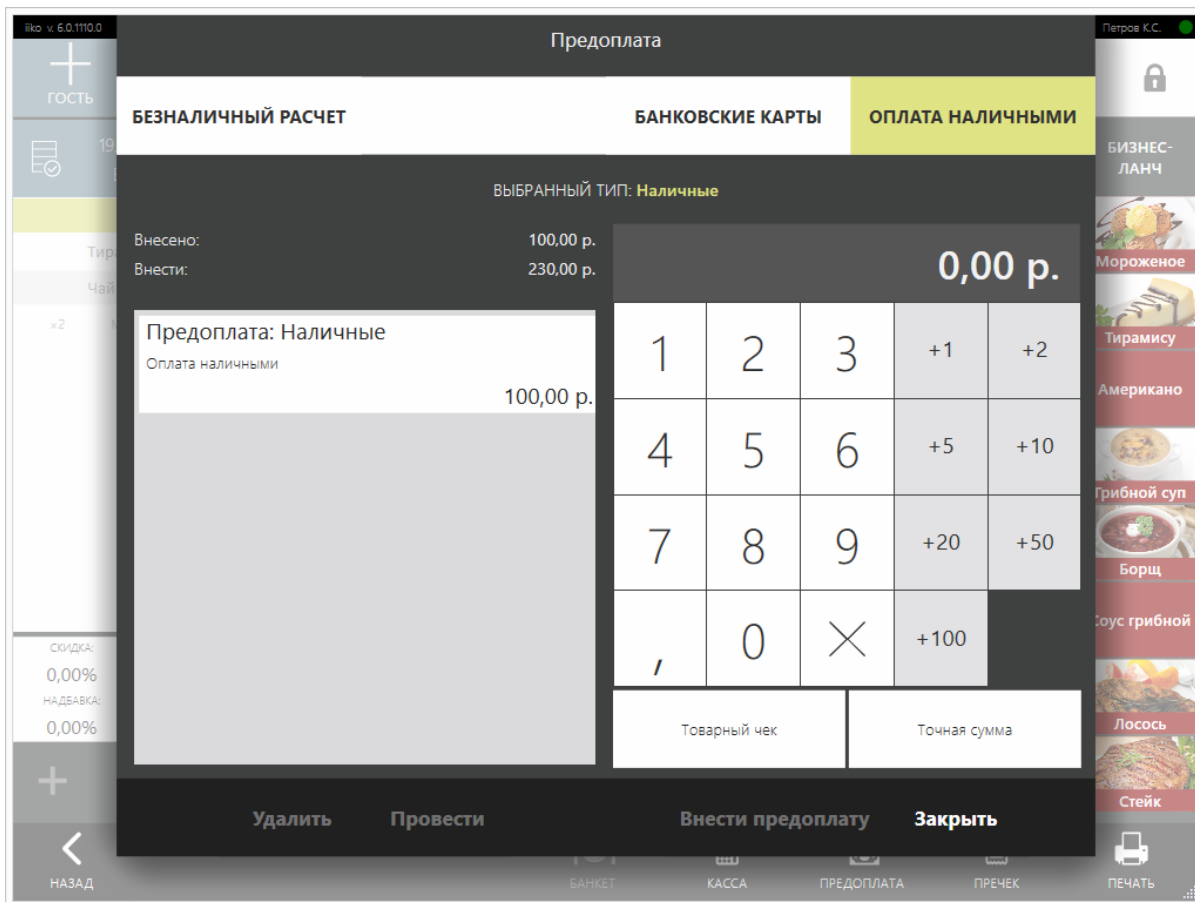 iiko v. 6.0.1110.0
Петров К.С.
Предоплата
ГОСТЬ
БЕЗНАЛИЧНЫЙ РАСЧЕТ
БАНКОВСКИЕ КАРТЫ
ОПЛАТА НАЛИЧНЫМИ
19
БИЗНЕС-
ЛАНЧ
ВЫБРАННЫЙ ТИП: Наличные
Внесено: 100,00 р.
Внести: 230,00 р.
0,00 р.
Предоплата: Наличные
Оплата наличными
100,00 р.
1 2 3 +1 +2
4 5 6 +5 +10
7 8 9 +20 +50
, 0 +100
Товарный чек
Точная сумма
Тира
Чай
x2
Мороженое
Тирамису
Американо
Грибной суп
Борщ
Соус грибной
Лосось
Стейк
СКИДКА:
0,00%
НАДБАВКА:
0,00%
Удалить
Провести
Внести предоплату
Закрыть
НАЗАД
БАНКЕТ
КАССА
ПРЕДОПЛАТА
ПРЕЧЕК
ПЕЧАТЬ